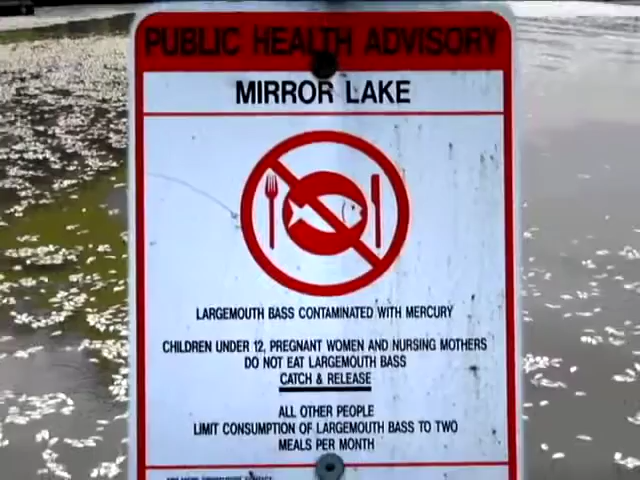 PUBLIC HEALTH ADVISORY
MIRROR LAKE
LARGEMOUTH BASS CONTAMINATED WITH MERCURY
CHILDREN UNDER 12, PREGNANT WOMEN AND NURSING MOTHERS
DO NOT EAT LARGEMOUTH BASS
CATCH & RELEASE
ALL OTHER PEOPLE
LIMIT CONSUMPTION OF LARGEMOUTH BASS TO TWO
MEALS PER MONTH